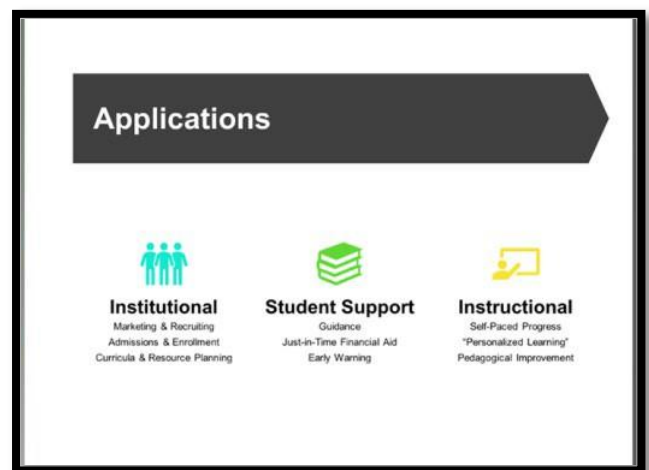 Applications
Institutional
Marketing & Recruiting
Admissions & Enrollment
Curricula & Resource Planning
Student Support
Guidance
Just-in-Time Financial Aid
Early Warning
Instructional
Self-Paced Progress
"Personalized Learning"
Pedagogical Improvement